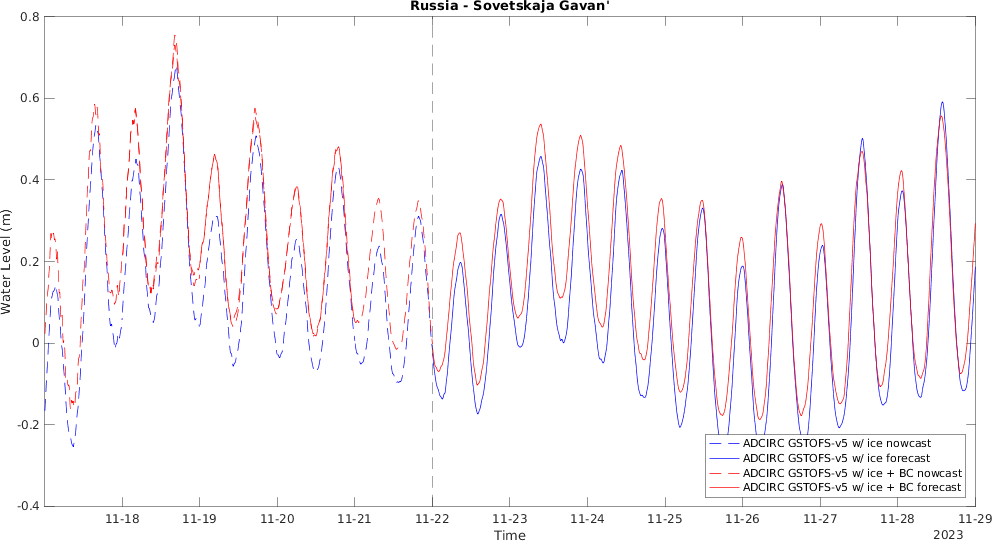 Russia - Sovetskaja Gavan'
0.8
0.6
0.4
0.2
0
-0.2
-0.4
Water Level (m)
ADCIRC GSTOFS-v5 w/ ice nowcast
ADCIRC GSTOFS-v5 w/ ice forecast
ADCIRC GSTOFS-v5 w/ ice + BC nowcast
ADCIRC GSTOFS-v5 w/ ice + BC forecast
11-18 11-19 11-20 11-21 11-22 11-23 11-24 11-25 11-26 11-27 11-28 11-29
Time 2023